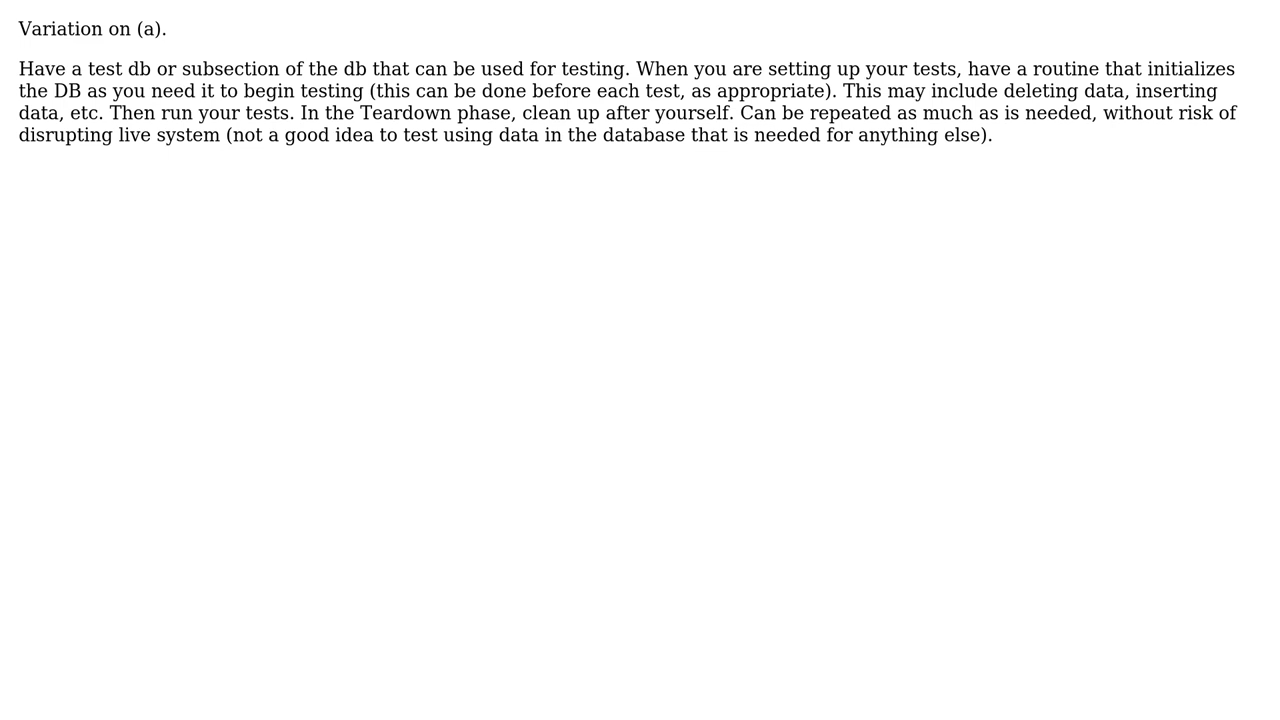 Variation on (a).
Have a test db or subsection of the db that can be used for testing. When you are setting up your tests, have a routine that initializes
the DB as you need it to begin testing (this can be done before each test, as appropriate). This may include deleting data, inserting
data, etc. Then run your tests. In the Teardown phase, clean up after yourself. Can be repeated as much as is needed, without risk of
disrupting live system (not a good idea to test using data in the database that is needed for anything else).